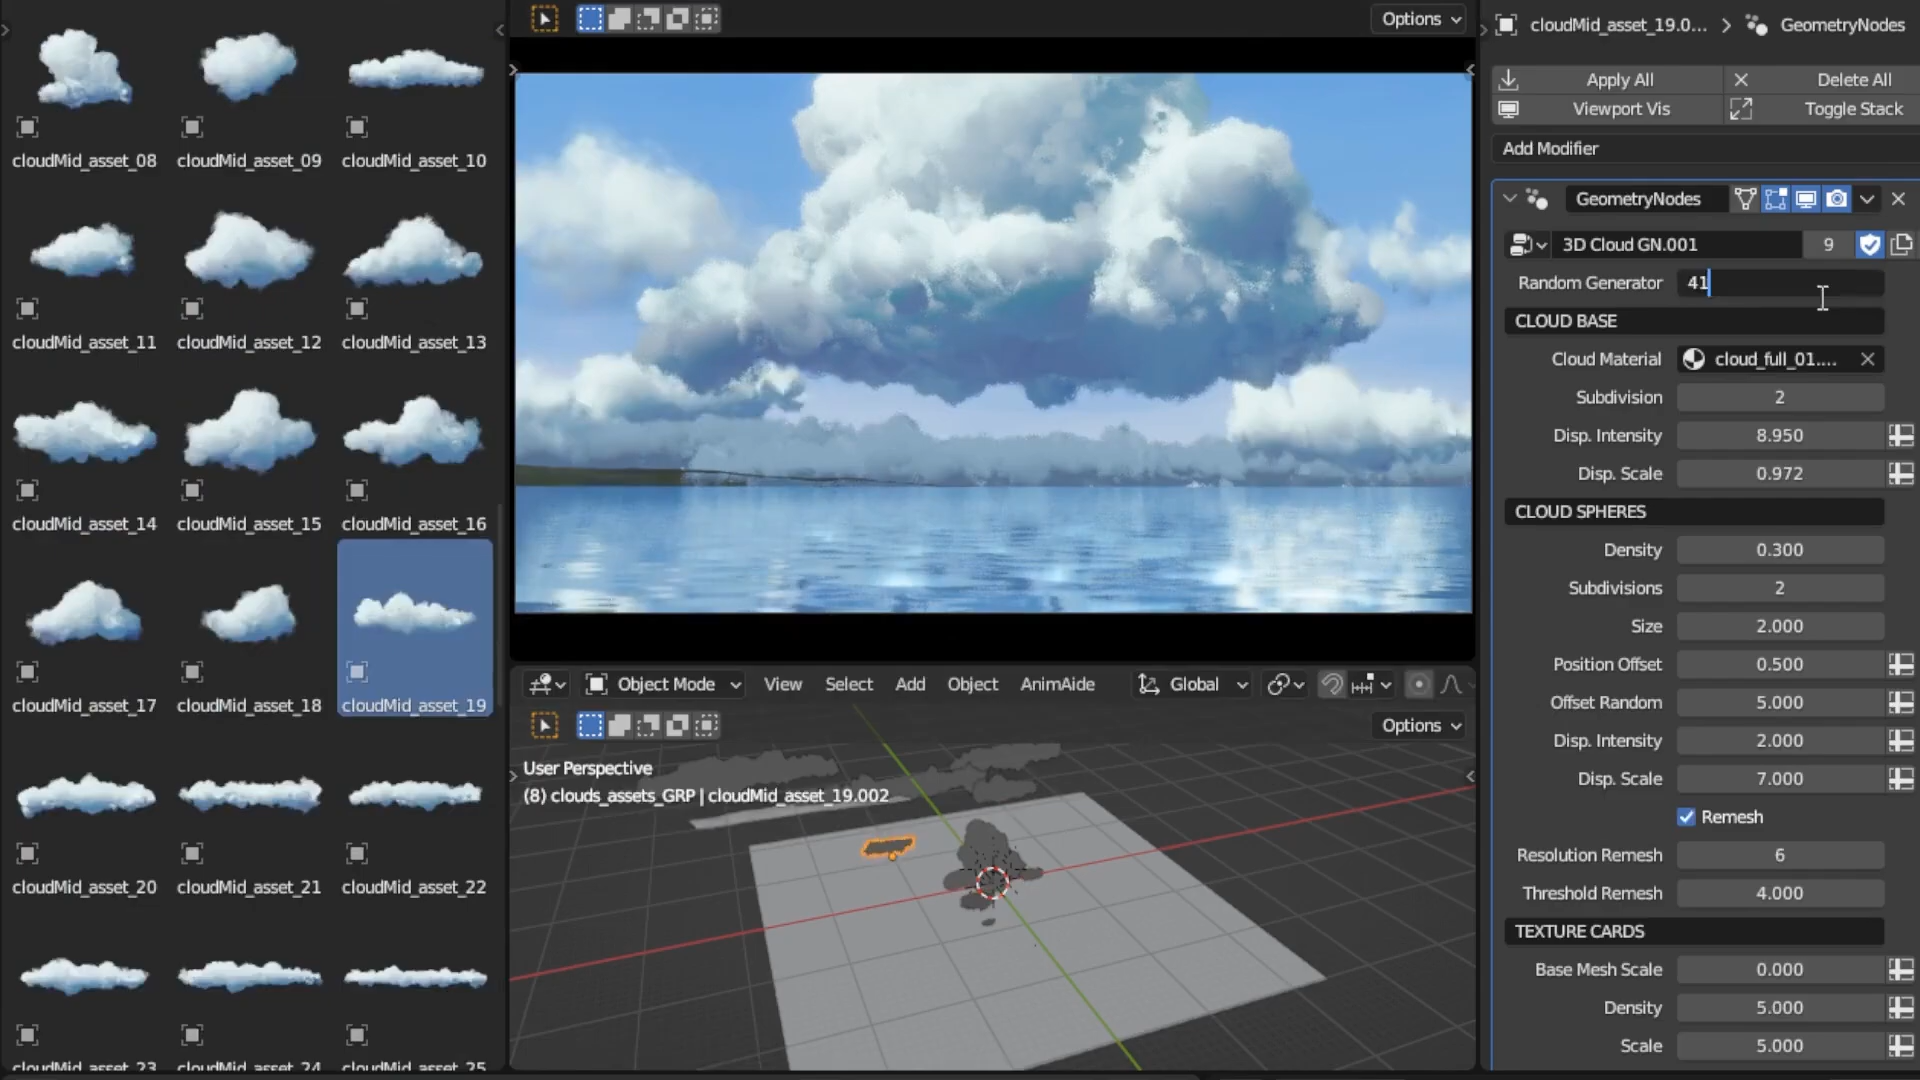 cloudMid_asset_08 cloudMid_asset_09 cloudMid_asset_10
cloudMid_asset_11 cloudMid_asset_12 cloudMid_asset_13
cloudMid_asset_14 cloudMid_asset_15 cloudMid_asset_16
cloudMid_asset_17 cloudMid_asset_18 cloudMid_asset_19
cloudMid_asset_20 cloudMid_asset_21 cloudMid_asset_22
cloudMid_asset_23 cloudMid_asset_24 cloudMid_asset_25
Options
Object Mode View Select Add Object AnimAide Global
Options
User Perspective
(8) clouds_assets_GRP | cloudMid_asset_19.002
cloudMid_asset_19.0... GeometryNodes
Apply All Delete All
Viewport Vis Toggle Stack
Add Modifier
GeometryNodes
3D Cloud GN.001 9
Random Generator 41
CLOUD BASE
Cloud Material cloud_full_01....
Subdivision 2
Disp. Intensity 8.950
Disp. Scale 0.972
CLOUD SPHERES
Density 0.300
Subdivisions 2
Size 2.000
Position Offset 0.500
Offset Random 5.000
Disp. Intensity 2.000
Disp. Scale 7.000
Remesh
Resolution Remesh 6
Threshold Remesh 4.000
TEXTURE CARDS
Base Mesh Scale 0.000
Density 5.000
Scale 5.000